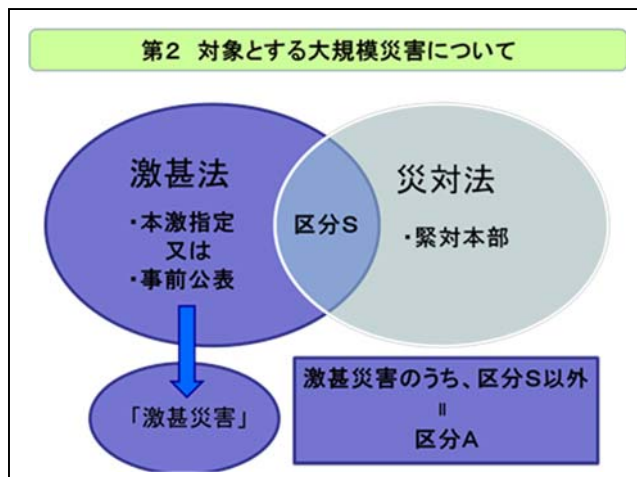 第2 対象とする大規模災害について
激甚法
・本激指定
又は
・事前公表
区分S
災対法
・緊対本部
「激甚災害」
激甚災害のうち、区分S以外
＝
区分A